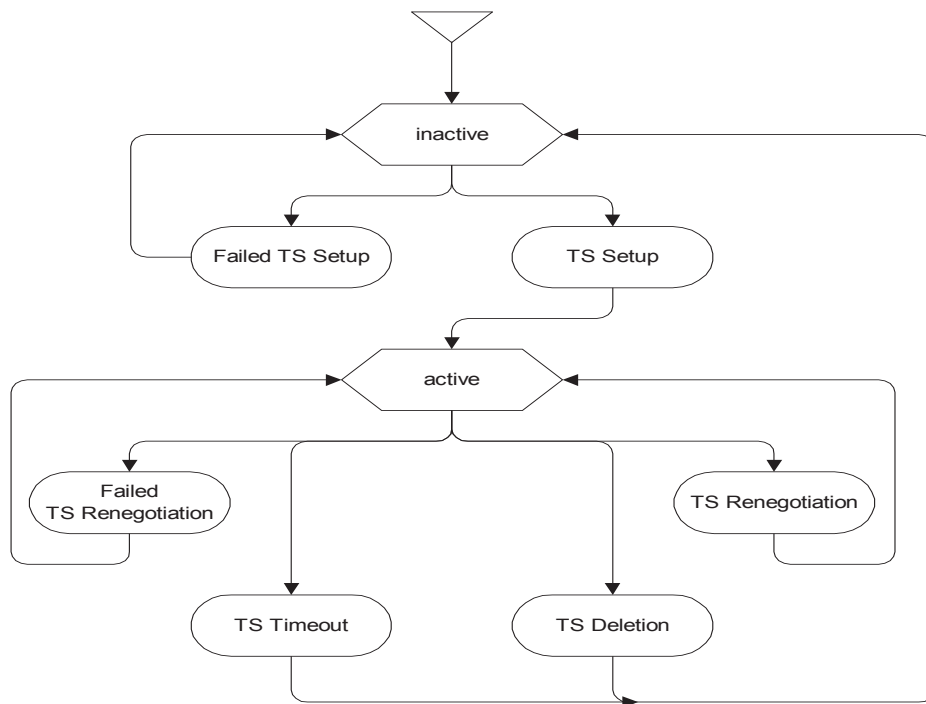 inactive
Failed TS Setup
TS Setup
active
Failed
TS Renegotiation
TS Renegotiation
TS Timeout
TS Deletion